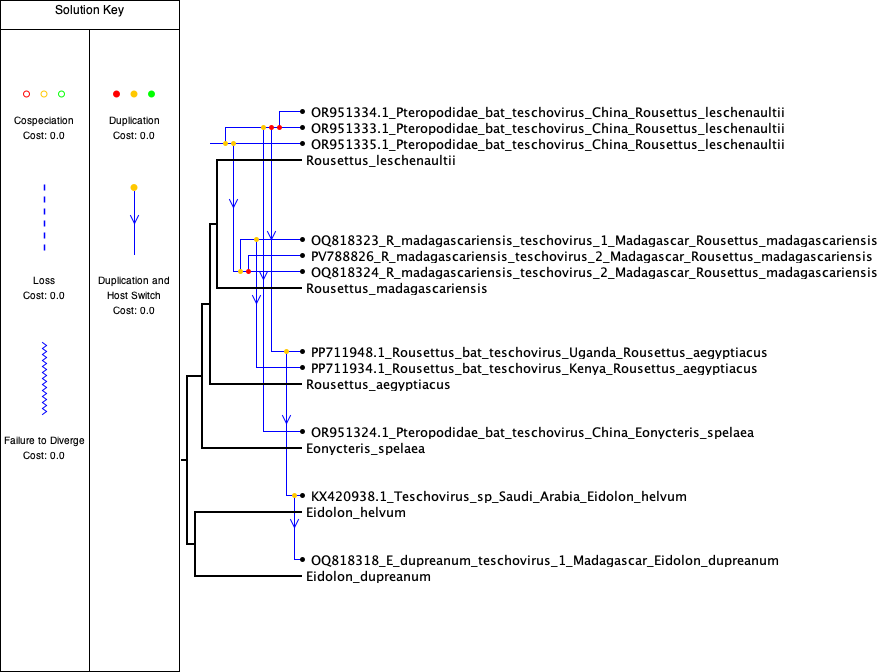 Solution Key
Cospeciation
Cost: 0.0
Duplication
Cost: 0.0
Loss
Cost: 0.0
Duplication and
Host Switch
Cost: 0.0
Failure to Diverge
Cost: 0.0
OR951334.1_Pteropodidae_bat_teschovirus_China_Rousettus_leschenaultii
OR951333.1_Pteropodidae_bat_teschovirus_China_Rousettus_leschenaultii
OR951335.1_Pteropodidae_bat_teschovirus_China_Rousettus_leschenaultii
Rousettus_leschenaultii
OQ818323_R_madagascariensis_teschovirus_1_Madagascar_Rousettus_madagascariensis
PV788826_R_madagascariensis_teschovirus_2_Madagascar_Rousettus_madagascariensis
OQ818324_R_madagascariensis_teschovirus_2_Madagascar_Rousettus_madagascariensis
Rousettus_madagascariensis
PP711948.1_Rousettus_bat_teschovirus_Uganda_Rousettus_aegyptiacus
PP711934.1_Rousettus_bat_teschovirus_Kenya_Rousettus_aegyptiacus
Rousettus_aegyptiacus
OR951324.1_Pteropodidae_bat_teschovirus_China_Eonycteris_spelaea
Eonycteris_spelaea
KX420938.1_Teschovirus_sp_Saudi_Arabia_Eidolon_helvum
Eidolon_helvum
OQ818318_E_dupreanum_teschovirus_1_Madagascar_Eidolon_dupreanum
Eidolon_dupreanum